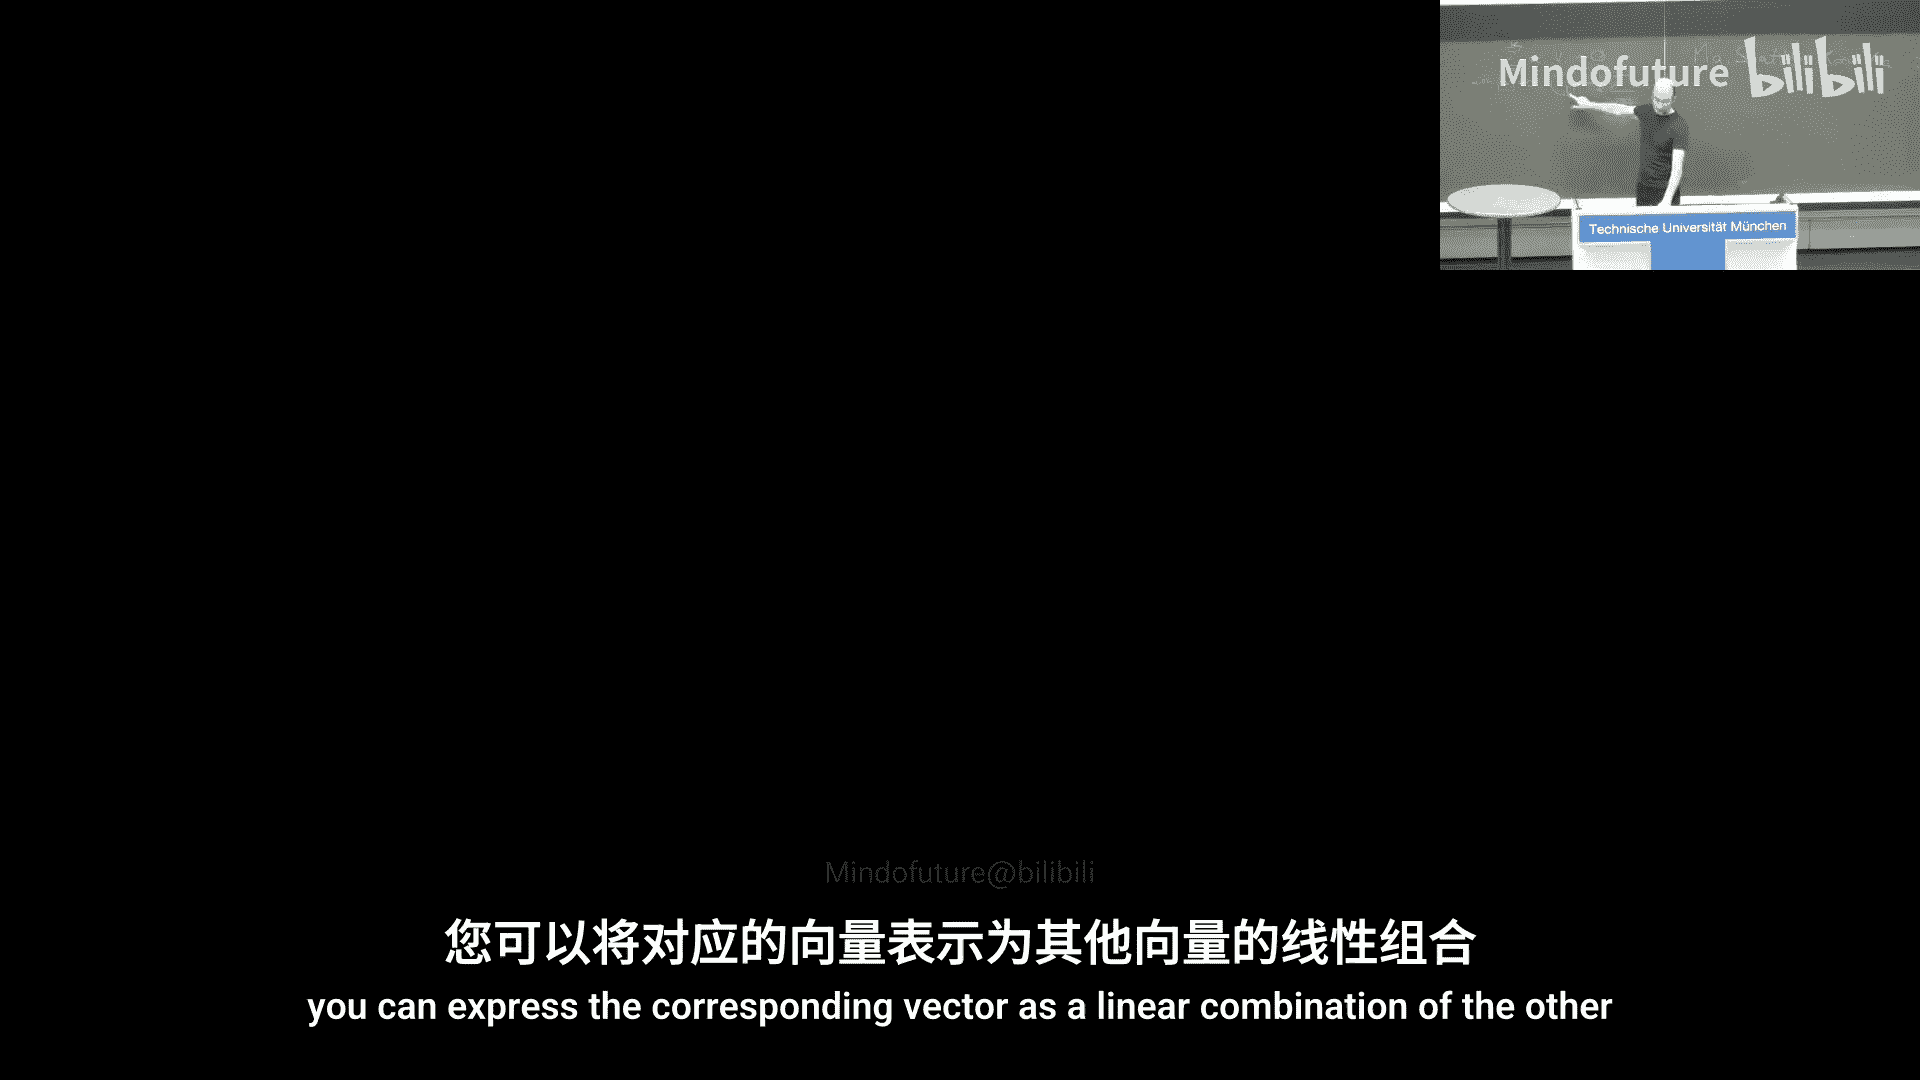 Mindofuture bilibili
Technische Universität München
Mindofuture@bilibili
您可以将对应的向量表示为其他向量的线性组合
you can express the corresponding vector as a linear combination of the other